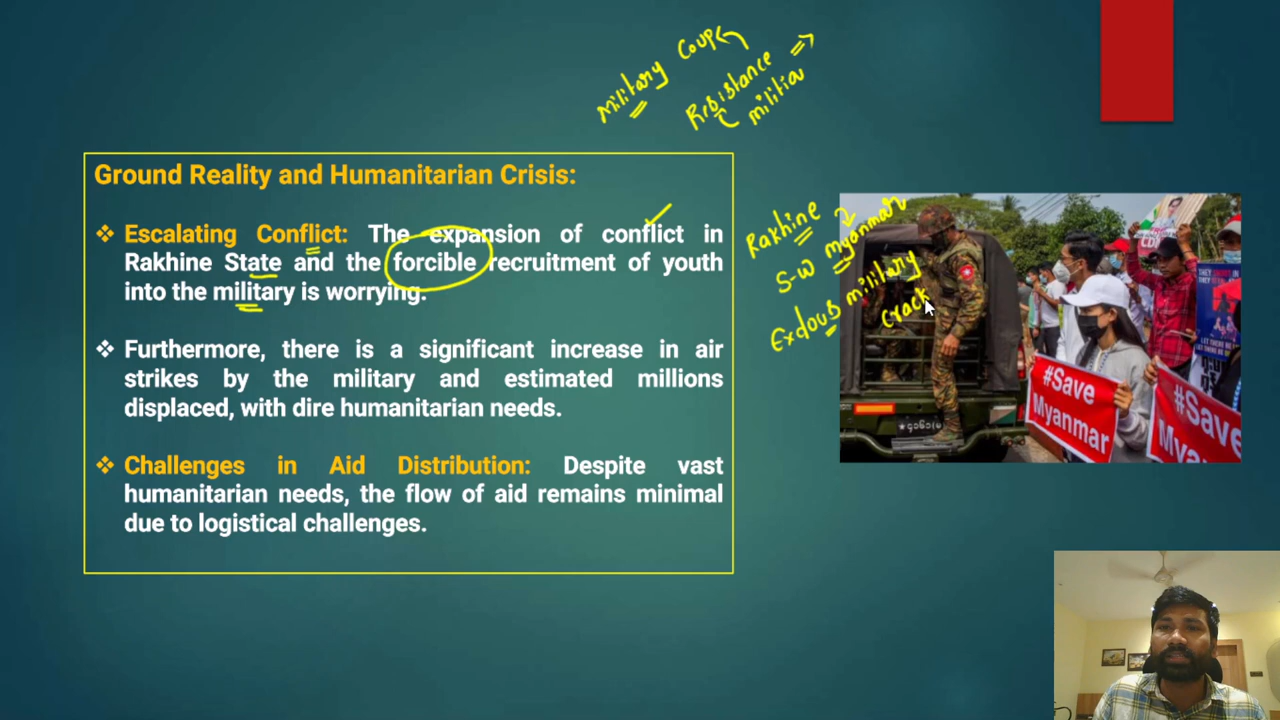 Military Coup
Resistance
militia
Ground Reality and Humanitarian Crisis:
❖ Escalating Conflict: The expansion of conflict in
Rakhine State and the forcible recruitment of youth
into the military is worrying.
❖ Furthermore, there is a significant increase in air
strikes by the military and estimated millions
displaced, with dire humanitarian needs.
❖ Challenges in Aid Distribution: Despite vast
humanitarian needs, the flow of aid remains minimal
due to logistical challenges.
Rakhine
S-W myanmar
Exdous military
crack
#Save
Myanmar
#Save
Mya